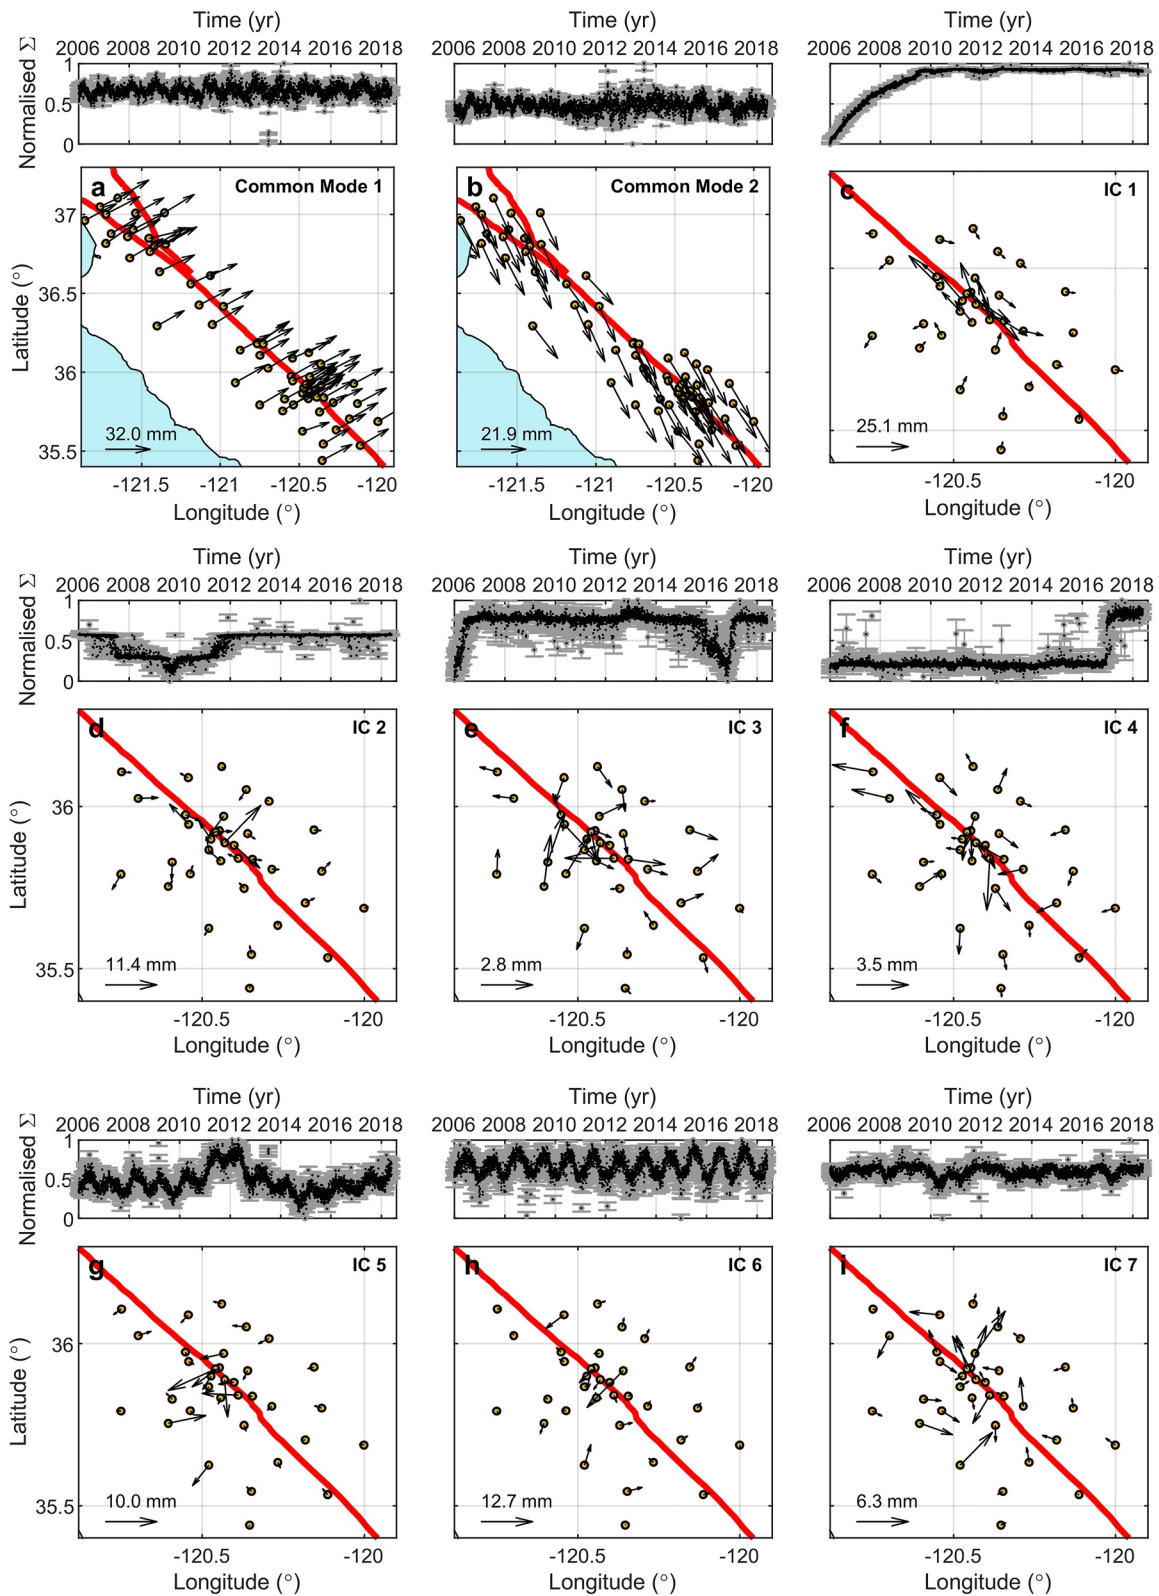 Time (yr) Time (yr) Time (yr)
2006 2008 2010 2012 2014 2016 2018 2006 2008 2010 2012 2014 2016 2018 2006 2008 2010 2012 2014 2016 2018
Normalised Σ
1
0.5
0
a Common Mode 1 b Common Mode 2 c IC 1
Latitude (°)
37
36.5
36
35.5
32.0 mm 21.9 mm 25.1 mm
-121.5 -121 -120.5 -120 -121.5 -121 -120.5 -120 -120.5 -120
Longitude (°) Longitude (°) Longitude (°)
Time (yr) Time (yr) Time (yr)
2006 2008 2010 2012 2014 2016 2018 2006 2008 2010 2012 2014 2016 2018 2006 2008 2010 2012 2014 2016 2018
Normalised Σ
1
0.5
0
d IC 2 e IC 3 f IC 4
Latitude (°)
36
35.5
11.4 mm 2.8 mm 3.5 mm
-120.5 -120 -120.5 -120 -120.5 -120
Longitude (°) Longitude (°) Longitude (°)
Time (yr) Time (yr) Time (yr)
2006 2008 2010 2012 2014 2016 2018 2006 2008 2010 2012 2014 2016 2018 2006 2008 2010 2012 2014 2016 2018
Normalised Σ
1
0.5
0
g IC 5 h IC 6 i IC 7
Latitude (°)
36
35.5
10.0 mm 12.7 mm 6.3 mm
-120.5 -120 -120.5 -120 -120.5 -120
Longitude (°) Longitude (°) Longitude (°)